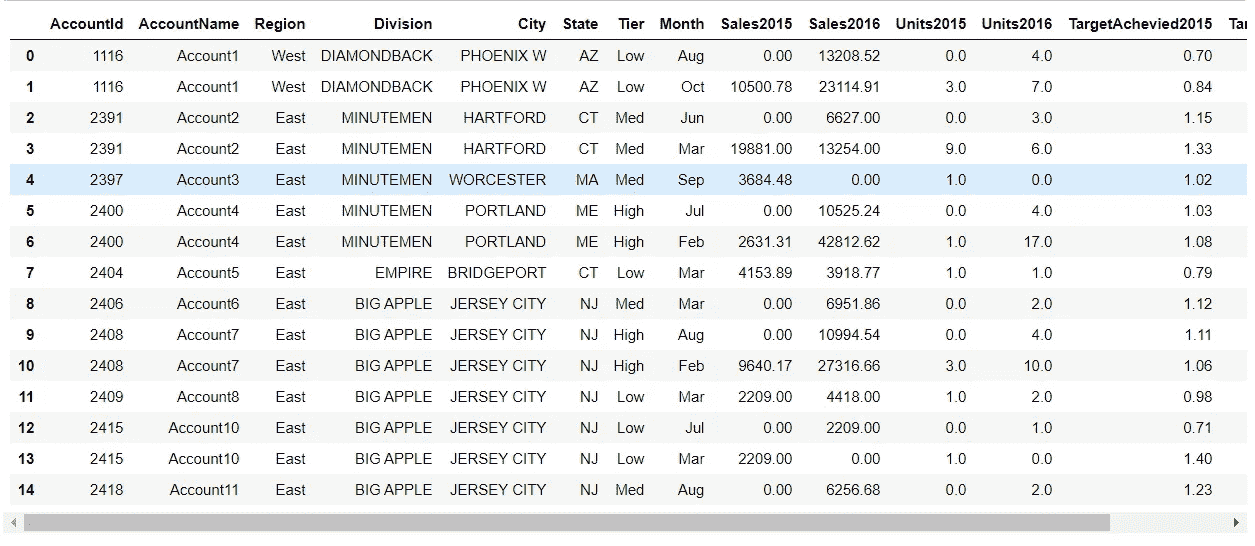 AccountId AccountName Region Division City State Tier Month Sales2015 Sales2016 Units2015 Units2016 TargetAchevied2015 Tar
0 1116 Account1 West DIAMONDBACK PHOENIX W AZ Low Aug 0.00 13208.52 0.0 4.0 0.70
1 1116 Account1 West DIAMONDBACK PHOENIX W AZ Low Oct 10500.78 23114.91 3.0 7.0 0.84
2 2391 Account2 East MINUTEMEN HARTFORD CT Med Jun 0.00 6627.00 0.0 3.0 1.15
3 2391 Account2 East MINUTEMEN HARTFORD CT Med Mar 19881.00 13254.00 9.0 6.0 1.33
4 2397 Account3 East MINUTEMEN WORCESTER MA Med Sep 3684.48 0.00 1.0 0.0 1.02
5 2400 Account4 East MINUTEMEN PORTLAND ME High Jul 0.00 10525.24 0.0 4.0 1.03
6 2400 Account4 East MINUTEMEN PORTLAND ME High Feb 2631.31 42812.62 1.0 17.0 1.08
7 2404 Account5 East EMPIRE BRIDGEPORT CT Low Mar 4153.89 3918.77 1.0 1.0 0.79
8 2406 Account6 East BIG APPLE JERSEY CITY NJ Med Mar 0.00 6951.86 0.0 2.0 1.12
9 2408 Account7 East BIG APPLE JERSEY CITY NJ High Aug 0.00 10994.54 0.0 4.0 1.11
10 2408 Account7 East BIG APPLE JERSEY CITY NJ High Feb 9640.17 27316.66 3.0 10.0 1.06
11 2409 Account8 East BIG APPLE JERSEY CITY NJ Low Mar 2209.00 4418.00 1.0 2.0 0.98
12 2415 Account10 East BIG APPLE JERSEY CITY NJ Low Jul 0.00 2209.00 0.0 1.0 0.71
13 2415 Account10 East BIG APPLE JERSEY CITY NJ Low Mar 2209.00 0.00 1.0 0.0 1.40
14 2418 Account11 East BIG APPLE JERSEY CITY NJ Med Aug 0.00 6256.68 0.0 2.0 1.23